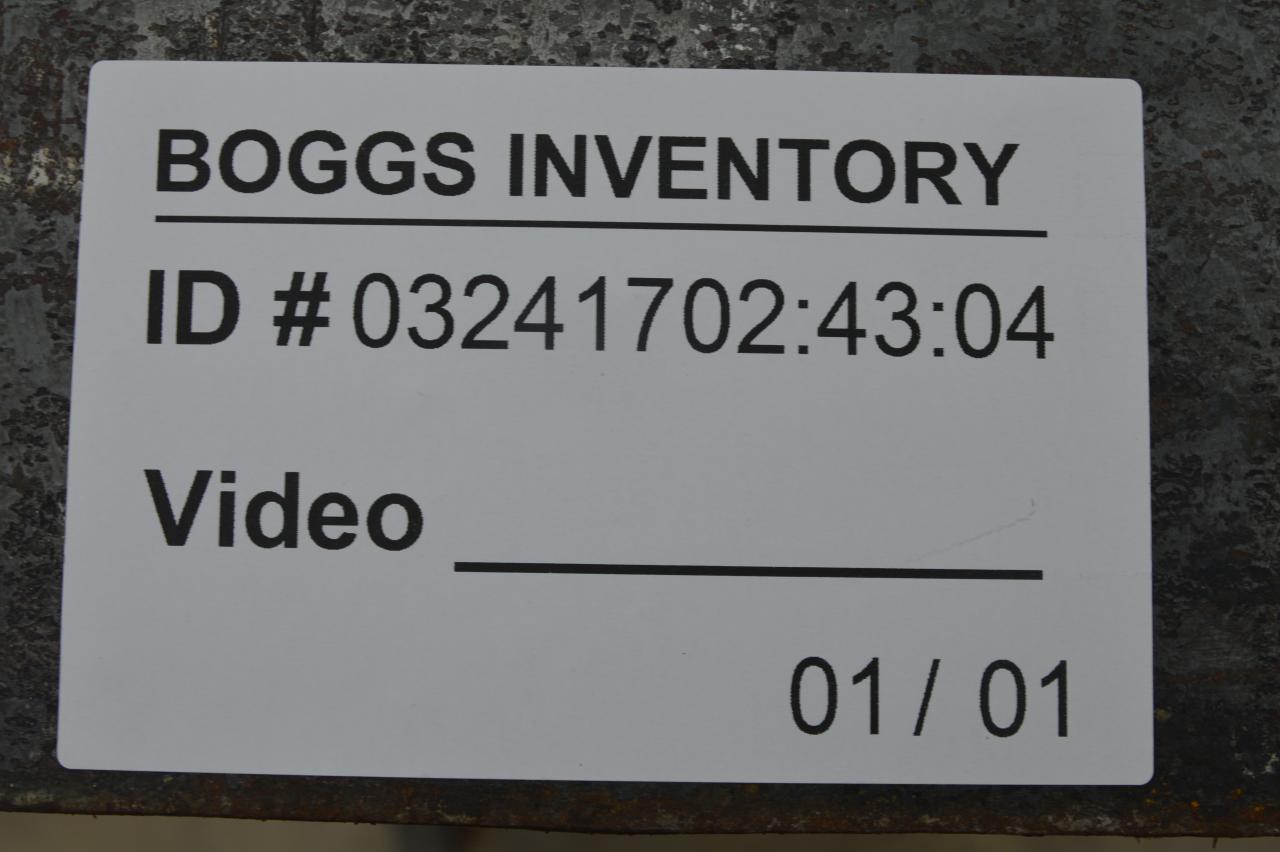 BOGGS INVENTORY
ID # 03241702:43:04
Video
01 / 01